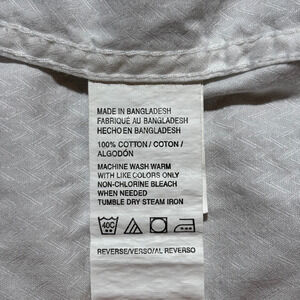 MADE IN BANGLADESH
FABRIQUÉ AU BANGLADESH
HECHO EN BANGLADESH
100% COTTON / COTON /
ALGODÓN
MACHINE WASH WARM
WITH LIKE COLORS ONLY
NON-CHLORINE BLEACH
WHEN NEEDED
TUMBLE DRY STEAM IRON
40C
REVERSE/VERSO/AL REVERSO